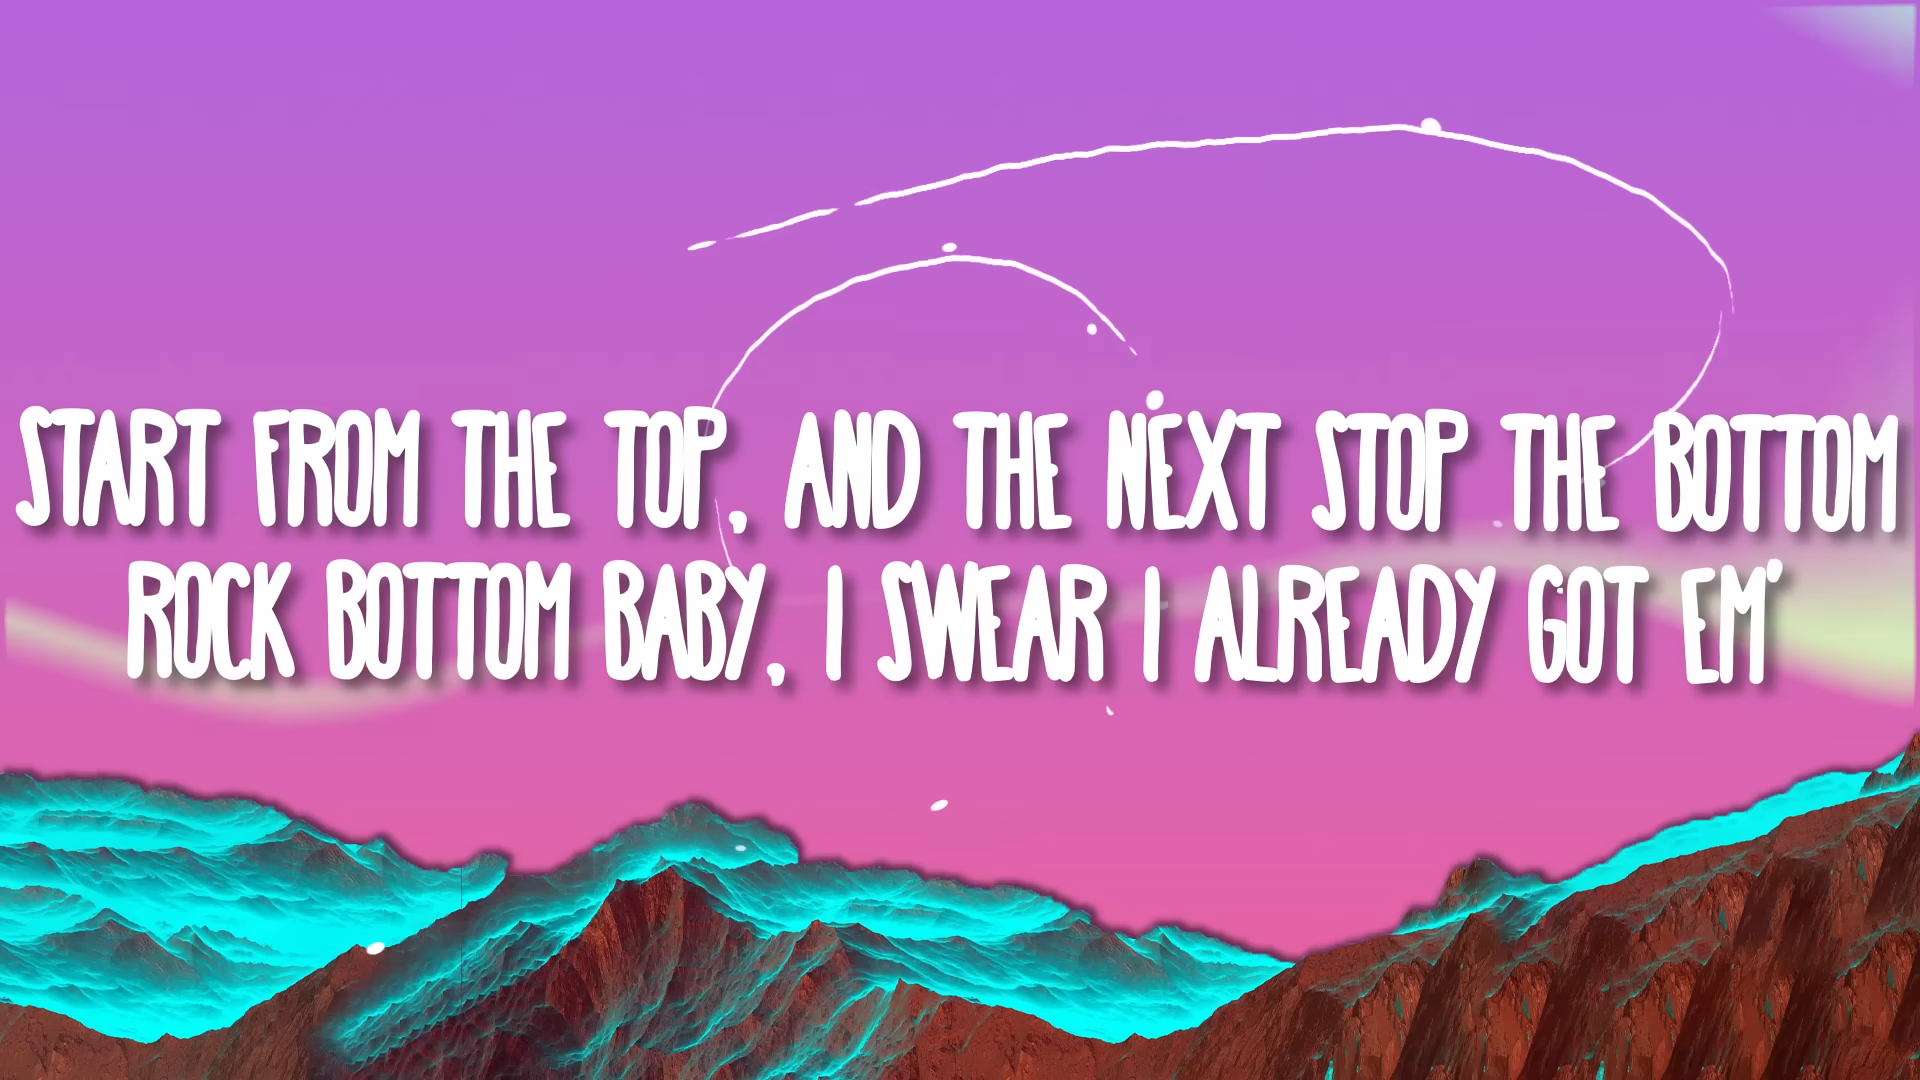 START FROM THE TOP, AND THE NEXT STOP THE BOTTOM
ROCK BOTTOM BABY, I SWEAR I ALREADY GOT EM'